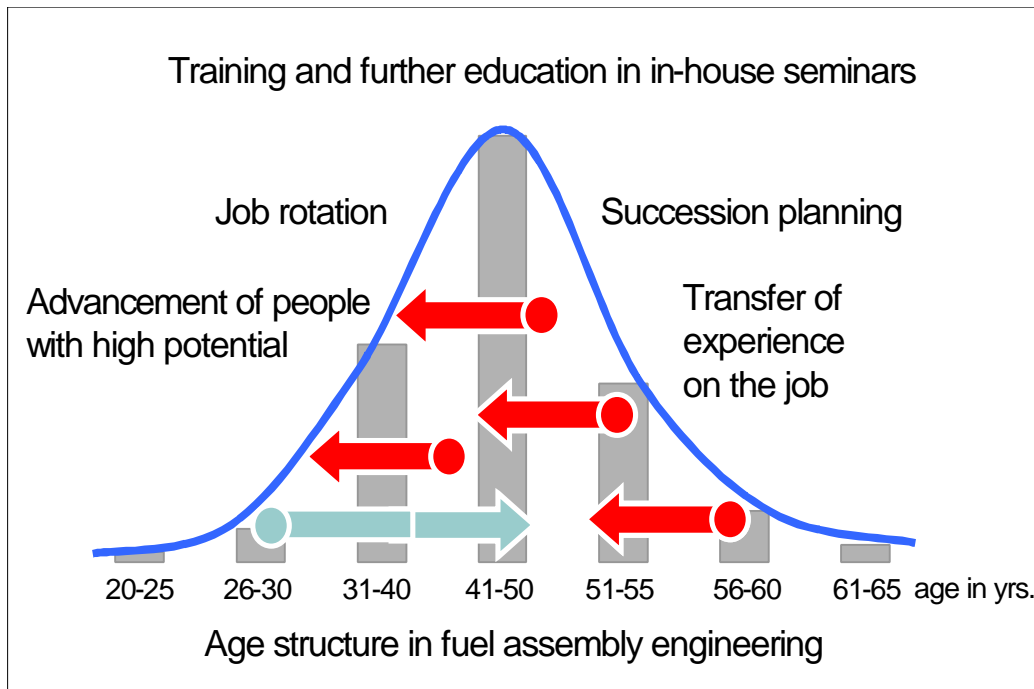 Training and further education in in-house seminars
Job rotation
Succession planning
Advancement of people
with high potential
Transfer of
experience
on the job
20-25 26-30 31-40 41-50 51-55 56-60 61-65 age in yrs.
Age structure in fuel assembly engineering